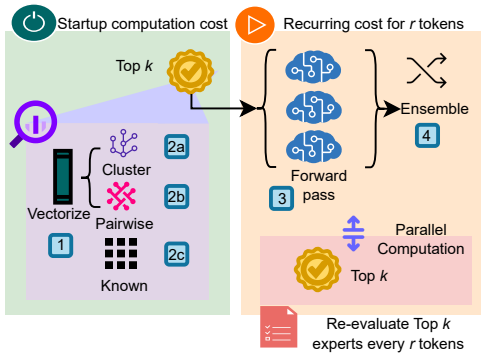 Startup computation cost
Top k
Cluster
2a
Vectorize
2b
Pairwise
1
2c
Known
Recurring cost for r tokens
Ensemble
4
Forward
pass
3
Parallel
Computation
Top k
Re-evaluate Top k
experts every r tokens